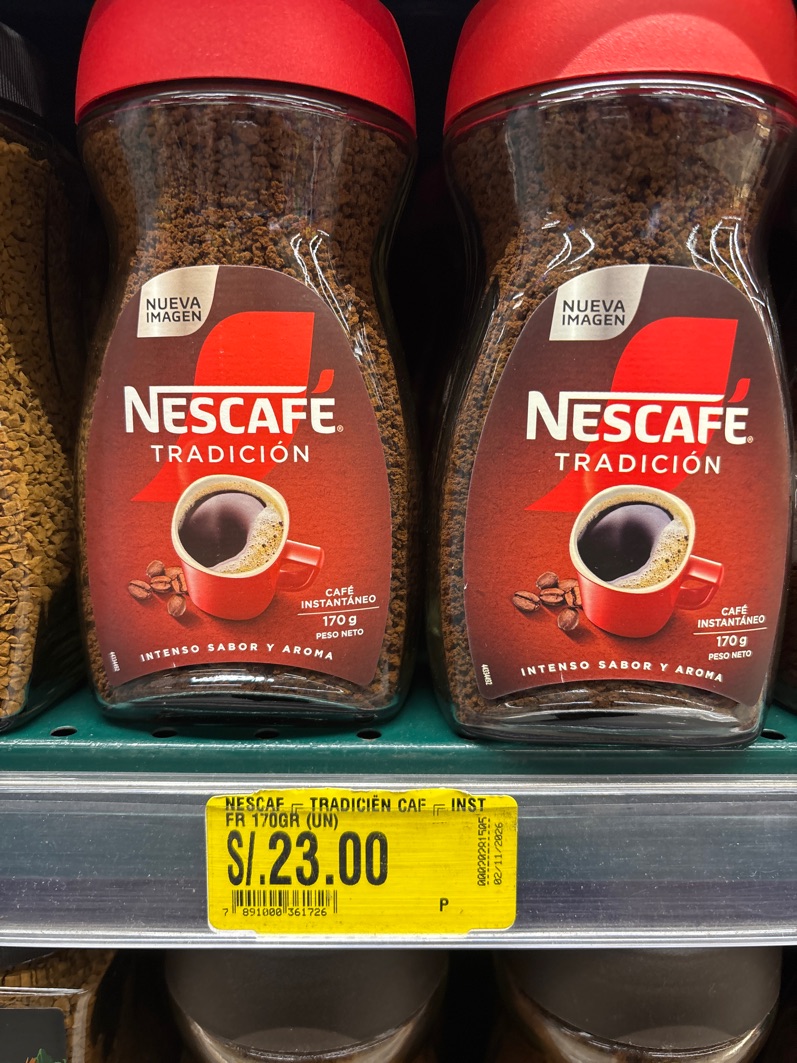 NUEVA
IMAGEN
NESCAFÉ®
TRADICIÓN
CAFÉ
INSTANTÁNEO
170 g
PESO NETO
INTENSO SABOR Y AROMA
NUEVA
IMAGEN
NESCAFÉ®
TRADICIÓN
CAFÉ
INSTANTÁNEO
170 g
PESO NETO
INTENSO SABOR Y AROMA
NESCAF╔ TRADICIËN CAF╔ INST
FR 170GR (UN)
S/.23.00
7 891000 361726
P
02/11/2026